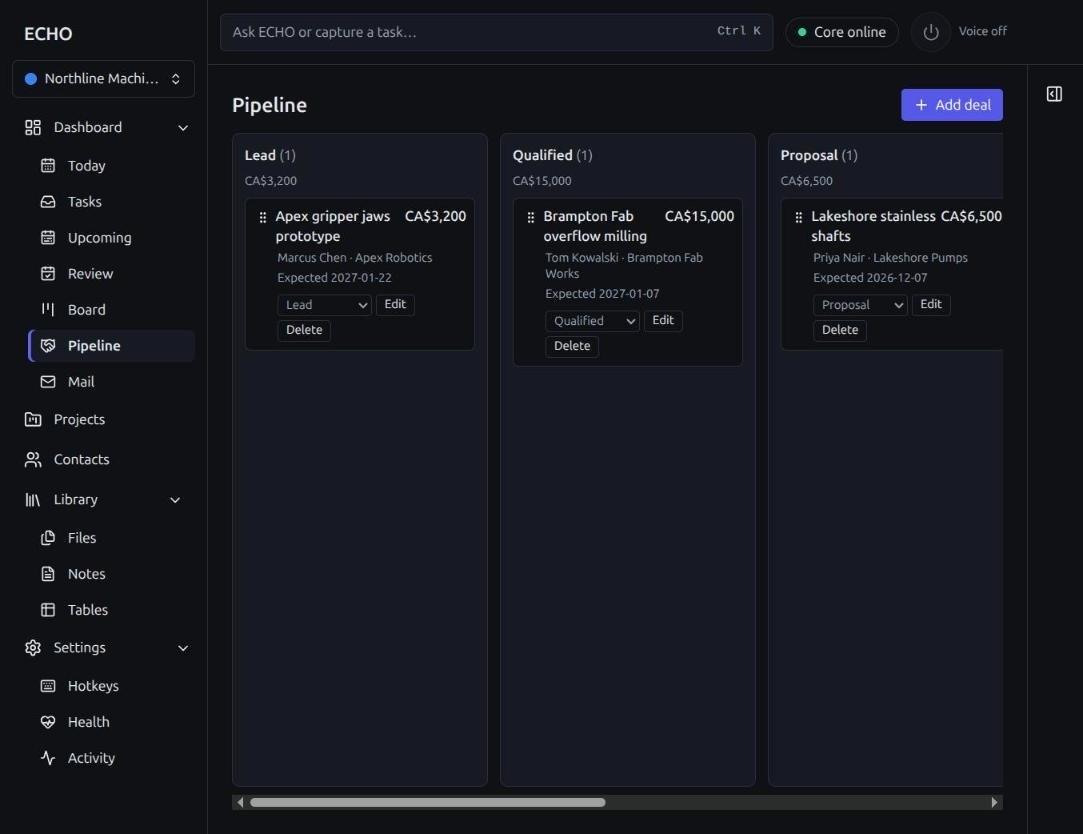 ECHO
Northline Machi...
Dashboard
Today
Tasks
Upcoming
Review
Board
Pipeline
Mail
Projects
Contacts
Library
Files
Notes
Tables
Settings
Hotkeys
Health
Activity
Ask ECHO or capture a task...
Ctrl K
Core online
Voice off
Pipeline
+ Add deal
Lead (1)
CA$3,200
Apex gripper jaws CA$3,200
prototype
Marcus Chen · Apex Robotics
Expected 2027-01-22
Lead Edit
Delete
Qualified (1)
CA$15,000
Brampton Fab CA$15,000
overflow milling
Tom Kowalski · Brampton Fab
Works
Expected 2027-01-07
Qualified Edit
Delete
Proposal (1)
CA$6,500
Lakeshore stainless CA$6,500
shafts
Priya Nair · Lakeshore Pumps
Expected 2026-12-07
Proposal Edit
Delete